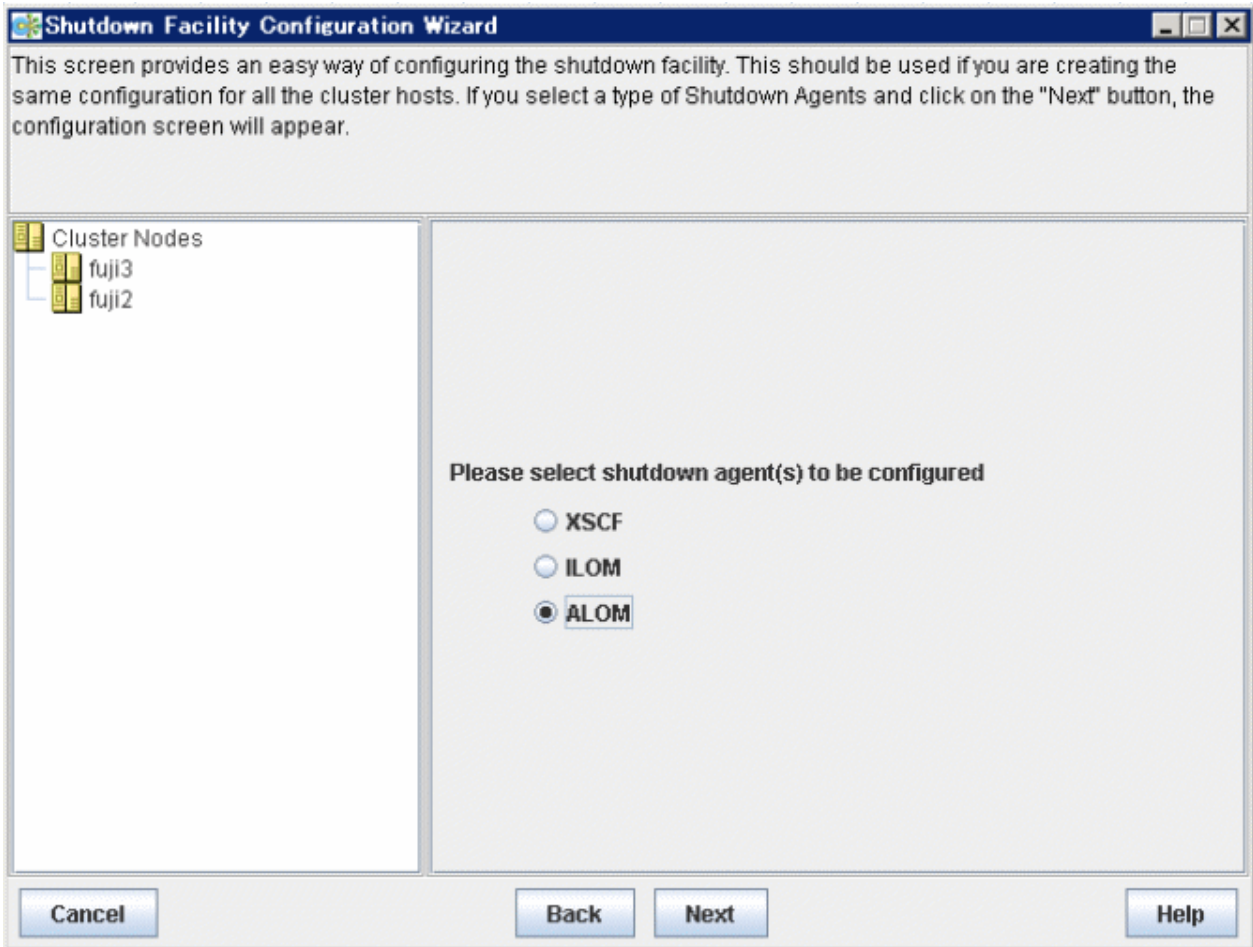 Shutdown Facility Configuration Wizard
This screen provides an easy way of configuring the shutdown facility. This should be used if you are creating the
same configuration for all the cluster hosts. If you select a type of Shutdown Agents and click on the "Next" button, the
configuration screen will appear.
Cluster Nodes
fuji3
fuji2
Please select shutdown agent(s) to be configured
XSCF
ILOM
ALOM
Cancel
Back
Next
Help